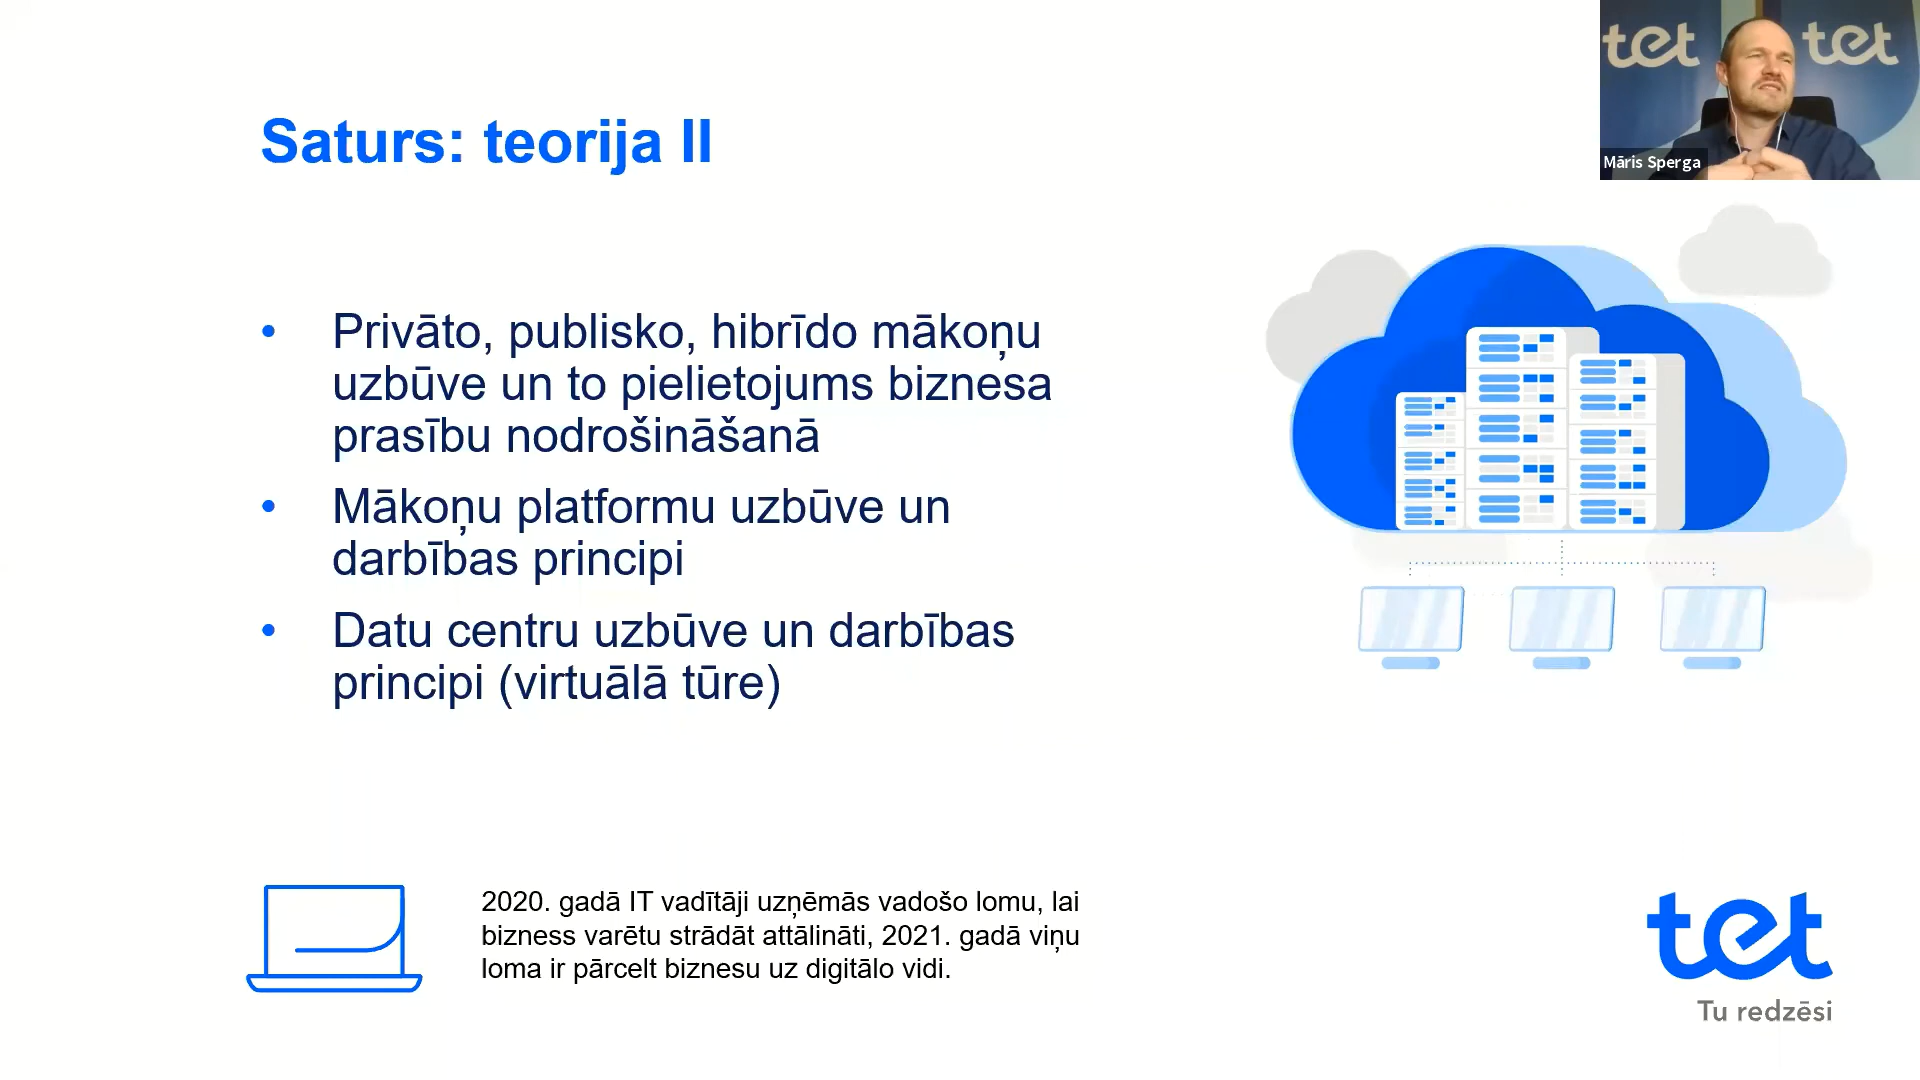 tet tet
Māris Sperga
Saturs: teorija II
• Privāto, publisko, hibrīdo mākoņu
uzbūve un to pielietojums biznesa
prasību nodrošināšanā
• Mākoņu platformu uzbūve un
darbības principi
• Datu centru uzbūve un darbības
principi (virtuālā tūre)
2020. gadā IT vadītāji uzņēmās vadošo lomu, lai
bizness varētu strādāt attālināti, 2021. gadā viņu
loma ir pārcelt biznesu uz digitālo vidi.
tet
Tu redzēsi